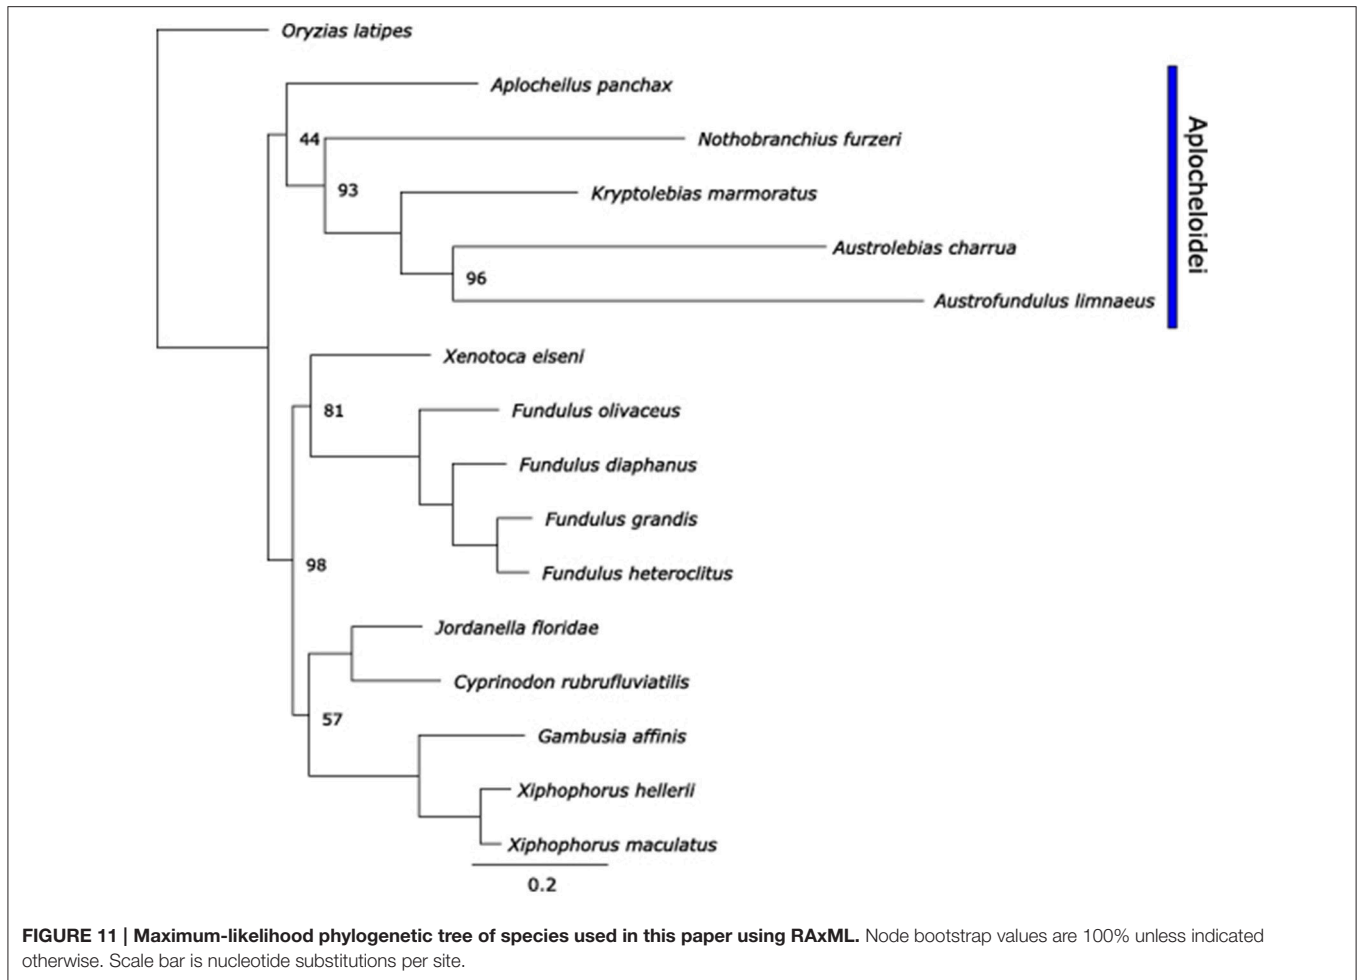 Oryzias latipes
Aplocheilus panchax
44
Nothobranchius furzeri
93
Kryptolebias marmoratus
Austrolebias charrua
96
Austrofundulus limnaeus
Aplocheloidei
Xenotoca eiseni
81
Fundulus olivaceus
Fundulus diaphanus
Fundulus grandis
98
Fundulus heteroclitus
Jordanella floridae
Cyprinodon rubrufluviatilis
57
Gambusia affinis
Xiphophorus hellerii
Xiphophorus maculatus
0.2
FIGURE 11 | Maximum-likelihood phylogenetic tree of species used in this paper using RAxML. Node bootstrap values are 100% unless indicated
otherwise. Scale bar is nucleotide substitutions per site.